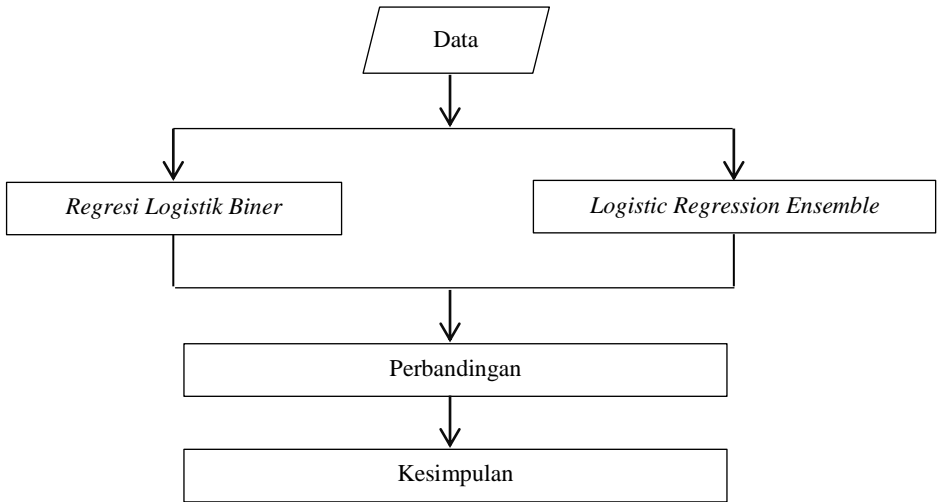 Data
Regresi Logistik Biner
Logistic Regression Ensemble
Perbandingan
Kesimpulan